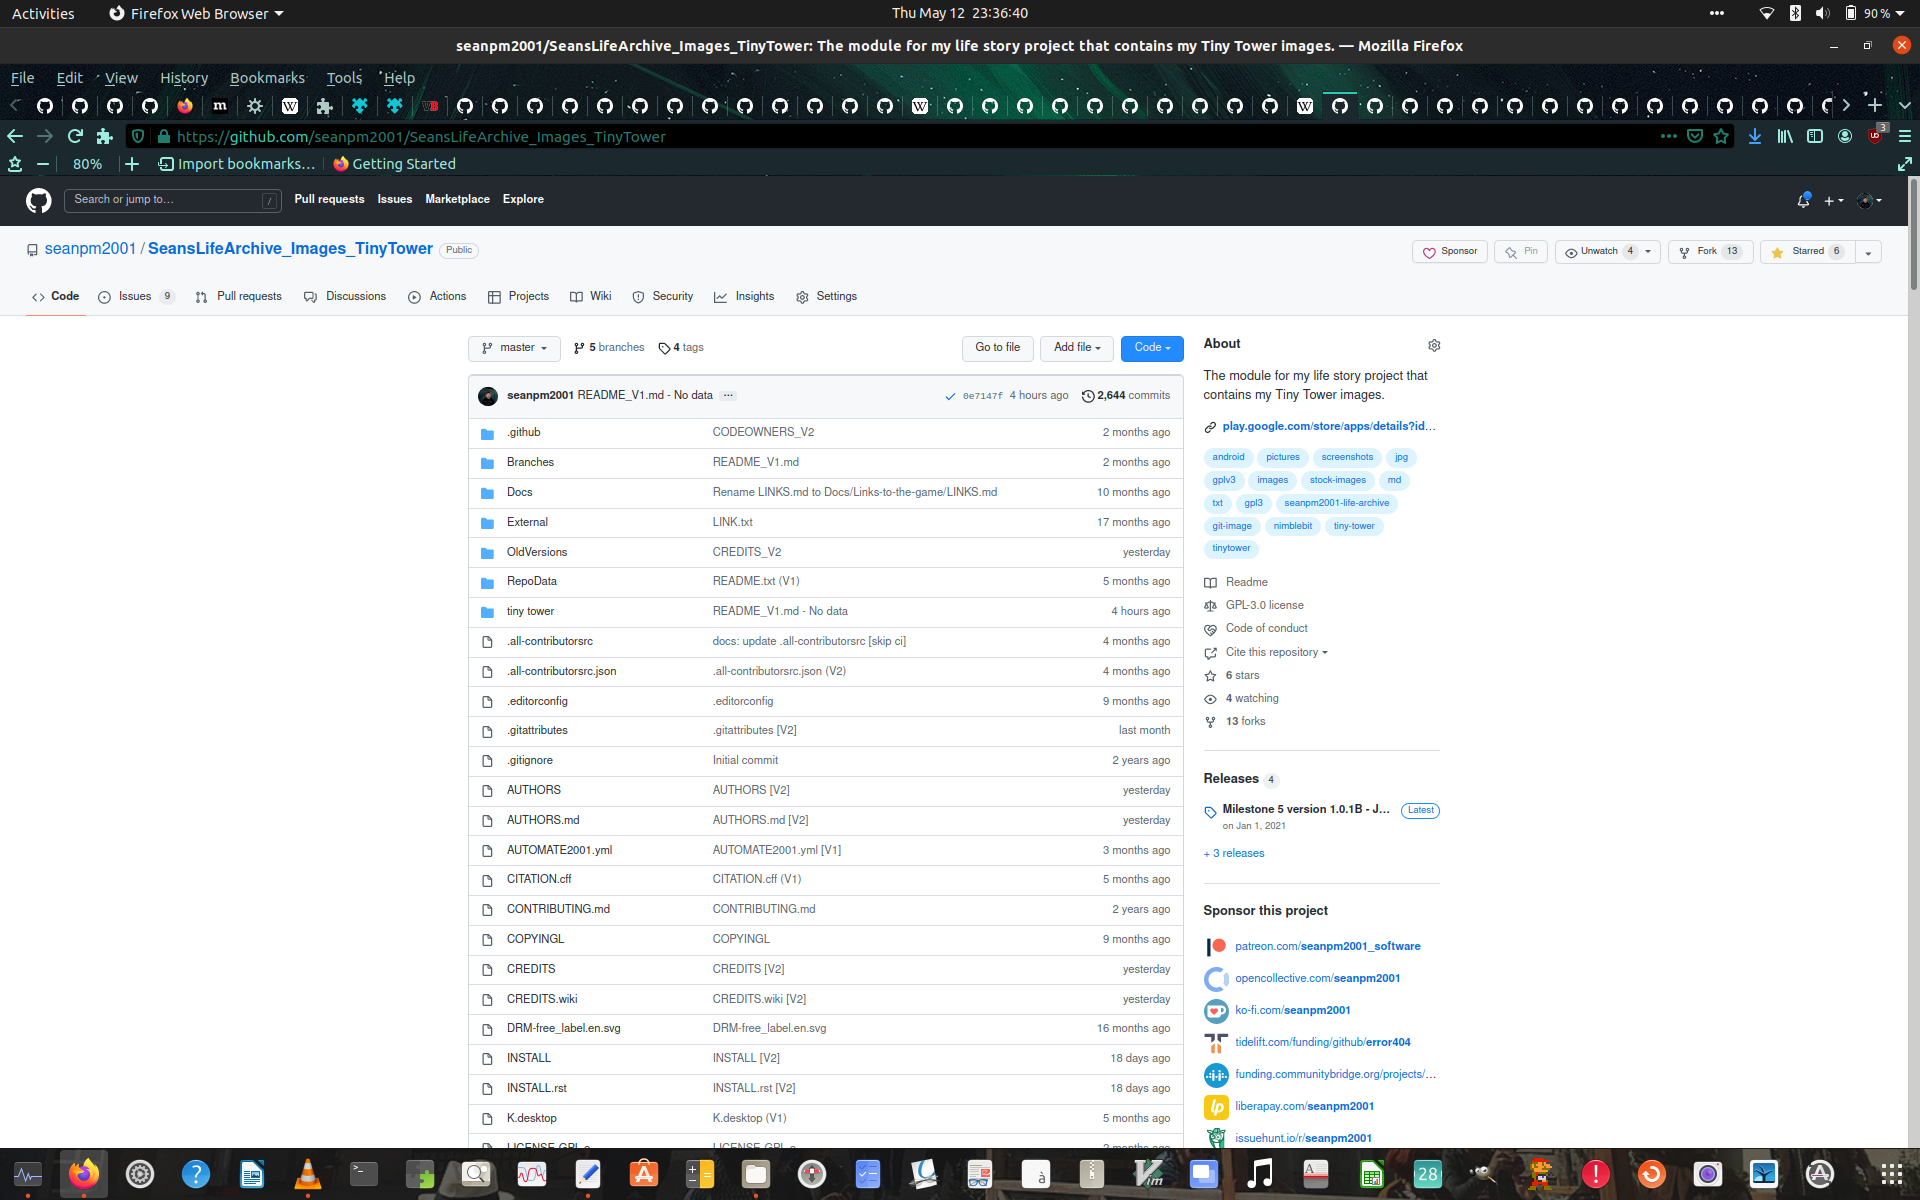 Activities Firefox Web Browser Thu May 12 23:36:40 90 %
seanpm2001/SeansLifeArchive_Images_TinyTower: The module for my life story project that contains my Tiny Tower images. — Mozilla Firefox
File Edit View History Bookmarks Tools Help
https://github.com/seanpm2001/SeansLifeArchive_Images_TinyTower 3
80% Import bookmarks... Getting Started
Search or jump to... / Pull requests Issues Marketplace Explore
seanpm2001 / SeansLifeArchive_Images_TinyTower Public Sponsor Pin Unwatch 4 Fork 13 Starred 6
Code Issues 9 Pull requests Discussions Actions Projects Wiki Security Insights Settings
master 5 branches 4 tags Go to file Add file Code
seanpm2001 README_V1.md - No data ... 0e7147f 4 hours ago 2,644 commits
.github CODEOWNERS_V2 2 months ago
Branches README_V1.md 2 months ago
Docs Rename LINKS.md to Docs/Links-to-the-game/LINKS.md 10 months ago
External LINK.txt 17 months ago
OldVersions CREDITS_V2 yesterday
RepoData README.txt (V1) 5 months ago
tiny tower README_V1.md - No data 4 hours ago
.all-contributorsrc docs: update .all-contributorsrc [skip ci] 4 months ago
.all-contributorsrc.json .all-contributorsrc.json (V2) 4 months ago
.editorconfig .editorconfig 9 months ago
.gitattributes .gitattributes [V2] last month
.gitignore Initial commit 2 years ago
AUTHORS AUTHORS [V2] yesterday
AUTHORS.md AUTHORS.md [V2] yesterday
AUTOMATE2001.yml AUTOMATE2001.yml [V1] 3 months ago
CITATION.cff CITATION.cff (V1) 5 months ago
CONTRIBUTING.md CONTRIBUTING.md 2 years ago
COPYINGL COPYINGL 9 months ago
CREDITS CREDITS [V2] yesterday
CREDITS.wiki CREDITS.wiki [V2] yesterday
DRM-free_label.en.svg DRM-free_label.en.svg 16 months ago
INSTALL INSTALL [V2] 18 days ago
INSTALL.rst INSTALL.rst [V2] 18 days ago
K.desktop K.desktop (V1) 5 months ago
About
The module for my life story project that
contains my Tiny Tower images.
play.google.com/store/apps/details?id...
android pictures screenshots jpg
gplv3 images stock-images md
txt gpl3 seanpm2001-life-archive
git-image nimblebit tiny-tower
tinytower
Readme
GPL-3.0 license
Code of conduct
Cite this repository
6 stars
4 watching
13 forks
Releases 4
Milestone 5 version 1.0.1B - J... Latest
on Jan 1, 2021
+ 3 releases
Sponsor this project
patreon.com/seanpm2001_software
opencollective.com/seanpm2001
ko-fi.com/seanpm2001
tidelift.com/funding/github/error404
funding.communitybridge.org/projects/...
liberapay.com/seanpm2001
issuehunt.io/r/seanpm2001
28